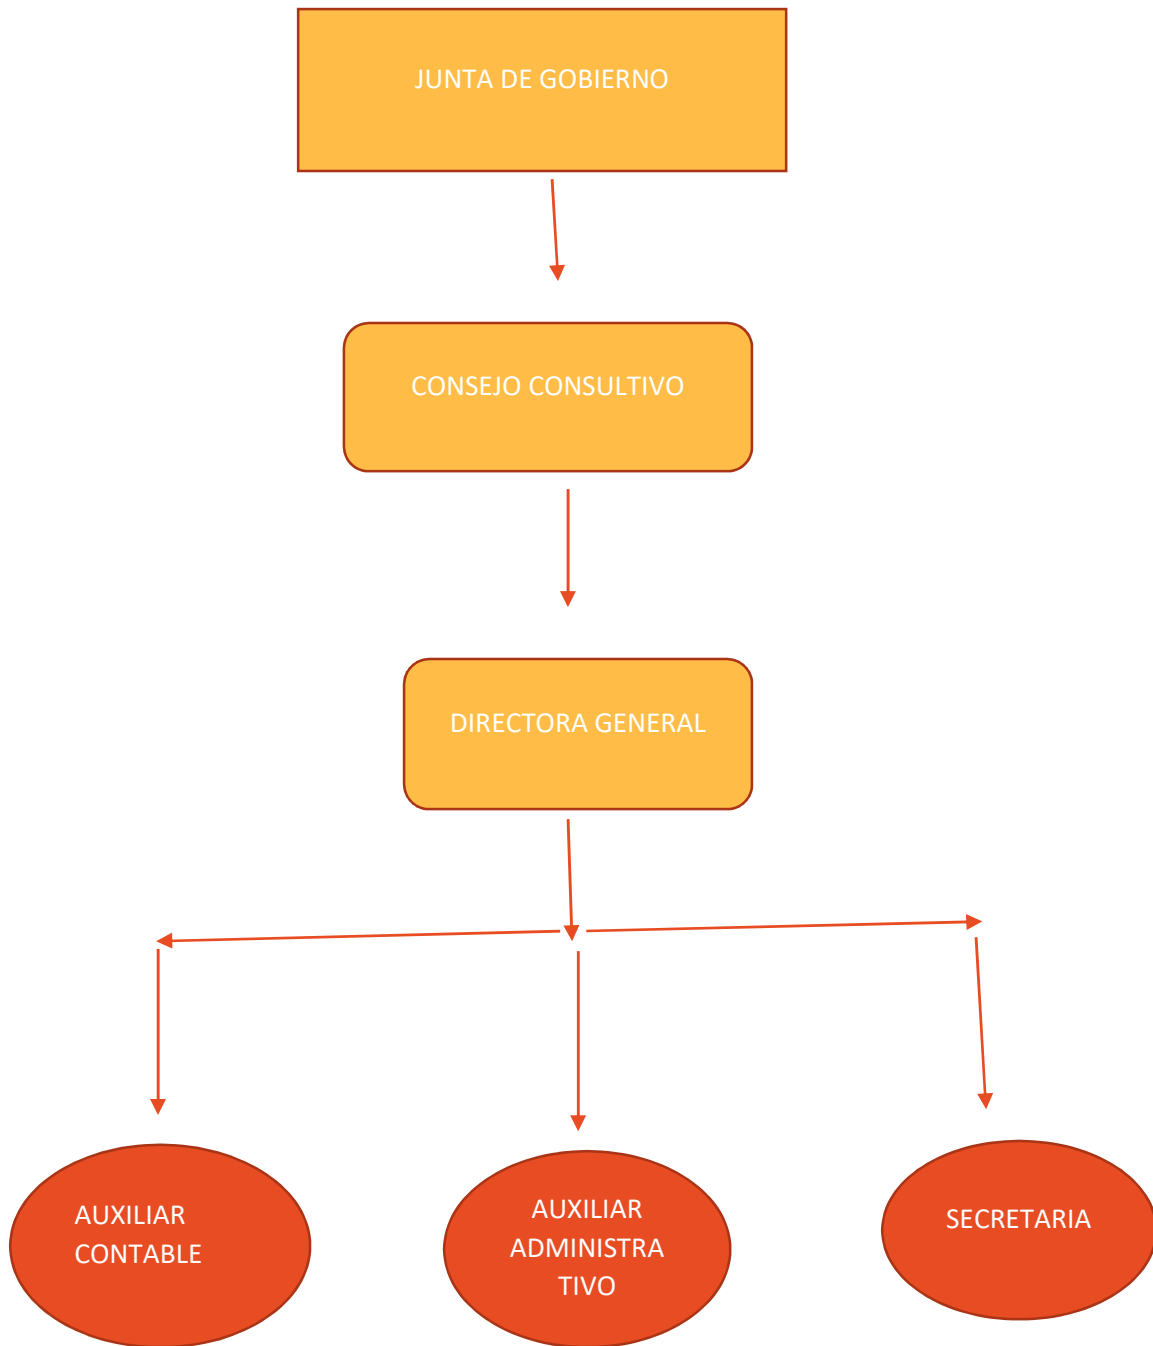 JUNTA DE GOBIERNO
CONSEJO CONSULTIVO
DIRECTORA GENERAL
AUXILIAR
CONTABLE
AUXILIAR
ADMINISTRA
TIVO
SECRETARIA